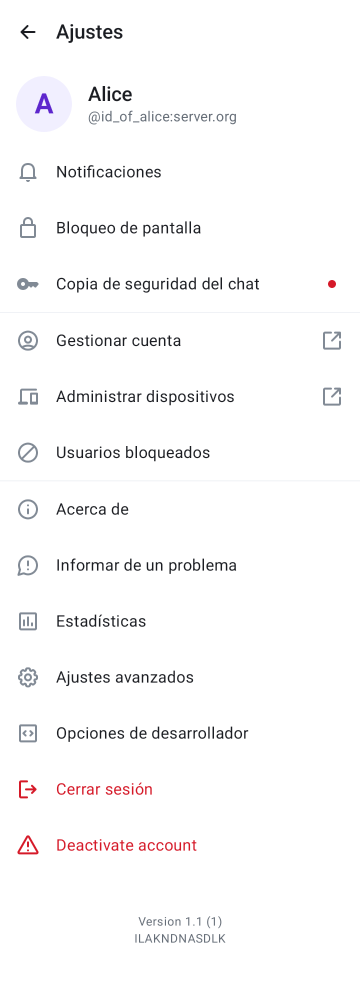 Ajustes
A
Alice
@id_of_alice:server.org
Notificaciones
Bloqueo de pantalla
Copia de seguridad del chat
Gestionar cuenta
Administrar dispositivos
Usuarios bloqueados
Acerca de
Informar de un problema
Estadísticas
Ajustes avanzados
Opciones de desarrollador
Cerrar sesión
Deactivate account
Version 1.1 (1)
ILAKNDNASDLK